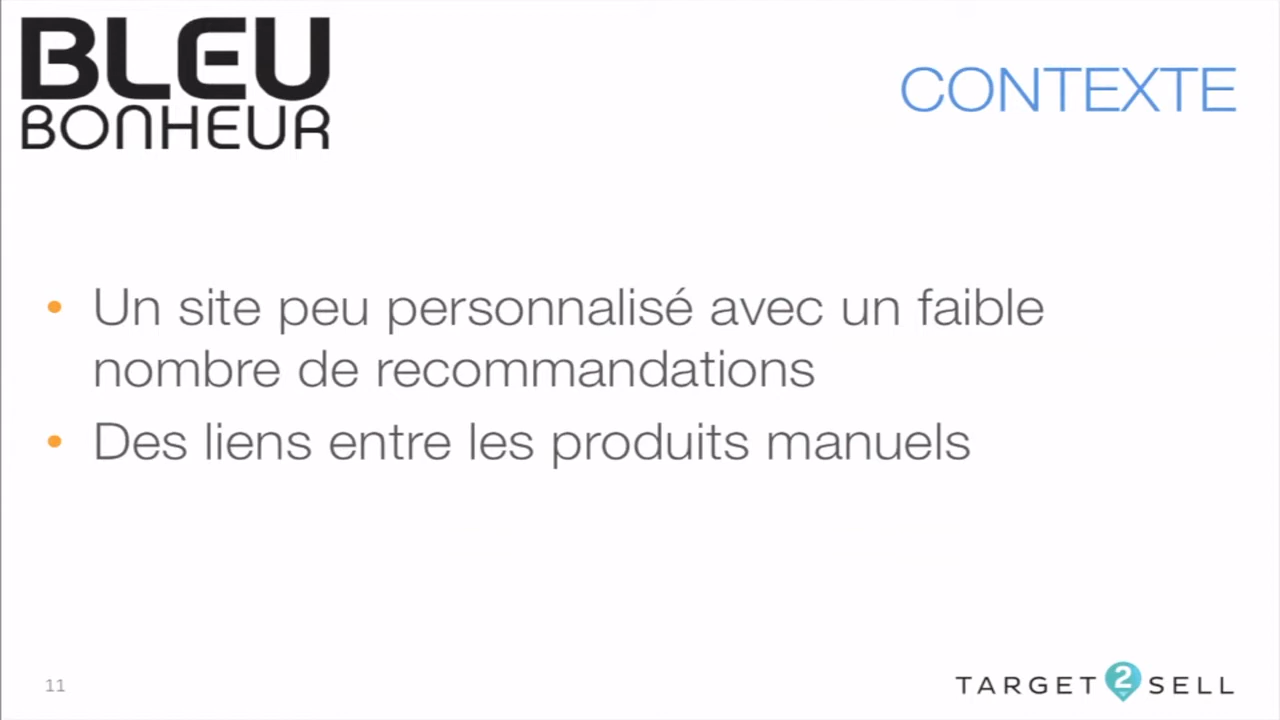 BLEU
BONHEUR
CONTEXTE
• Un site peu personnalisé avec un faible
nombre de recommandations
• Des liens entre les produits manuels
11
TARGET 2 SELL